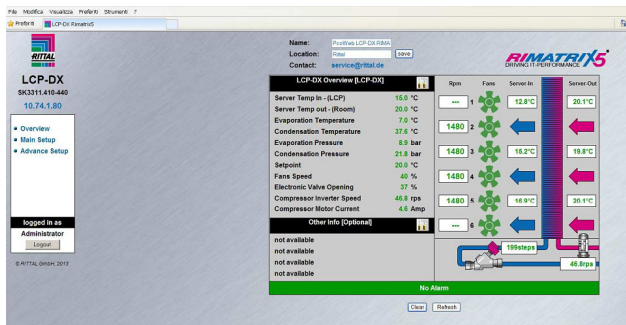 File Modifica Visualizza Preferiti Strumenti ?
Preferiti LCP-DX Rimatrix5
RITTAL
LCP-DX
SK3311.410-440
10.74.1.80
Overview
Main Setup
Advance Setup
logged in as
Administrator
Logout
© RITTAL GmbH, 2013
Name: PcoWeb LCP-DX RIMA
Location: Rittal save
Contact: service@rittal.de
RIMATRIX5
DRIVING IT-PERFORMANCE
LCP-DX Overview [LCP-DX]
Server Temp In - (LCP) 15.0 °C
Server Temp out - (Room) 20.0 °C
Evaporation Temperature 7.0 °C
Condensation Temperature 37.6 °C
Evaporation Pressure 8.9 bar
Condensation Pressure 21.8 bar
Setpoint 20.0 °C
Fans Speed 40 %
Electronic Valve Opening 37 %
Compressor Inverter Speed 46.8 rps
Compressor Motor Current 4.6 Amp
Other Info [Optional]
not available
not available
not available
not available
Rpm Fans Server-In Server-Out
--- 1 12.8°C 20.1°C
1480 2
1480 3 15.2°C 19.8°C
1480 4
1480 5 16.9°C 20.1°C
--- 6
199steps
46.8rps
No Alarm
Clear Refresh